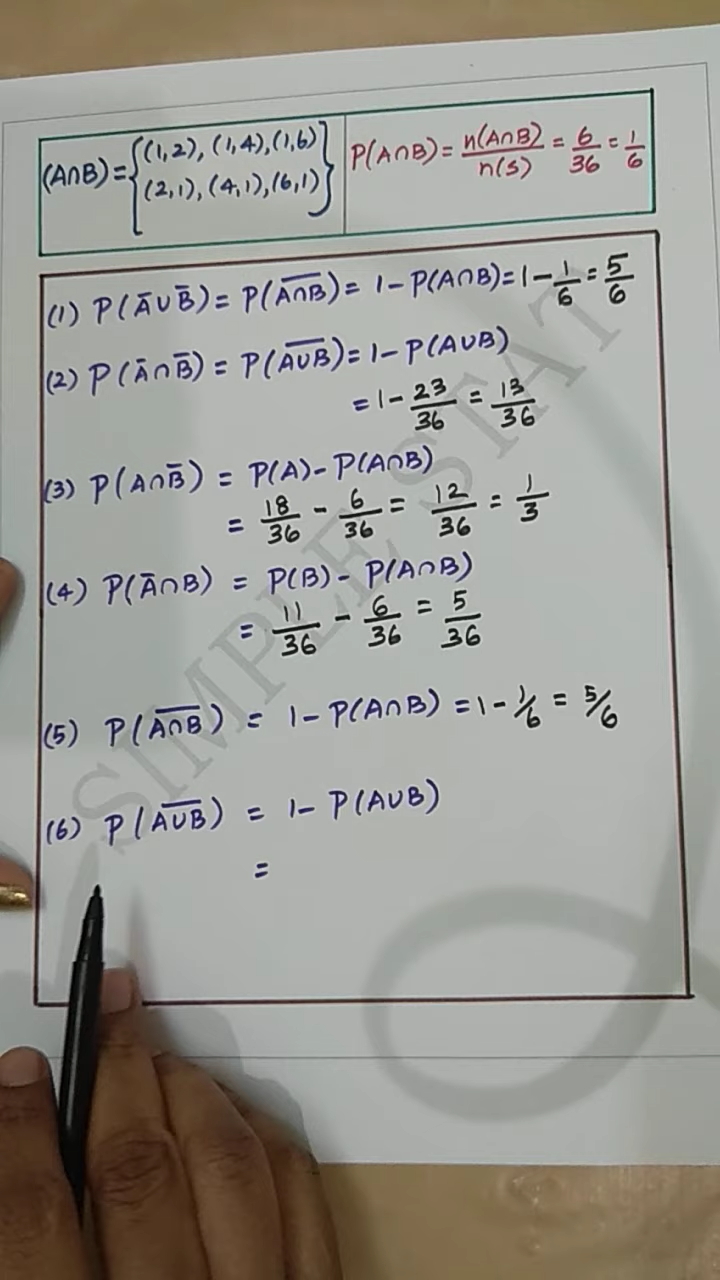 (A∩B) = {(1,2), (1,4), (1,6)
(2,1), (4,1), (6,1)}
P(A∩B) = n(A∩B)/n(S) = 6/36 = 1/6
(1) P(A̅∪B̅) = P(A̅∩̅B̅) = 1 - P(A∩B) = 1 - 1/6 = 5/6
(2) P(A̅∩B̅) = P(A̅∪̅B̅) = 1 - P(A∪B)
= 1 - 23/36 = 13/36
(3) P(A∩B̅) = P(A) - P(A∩B)
= 18/36 - 6/36 = 12/36 = 1/3
(4) P(A̅∩B) = P(B) - P(A∩B)
= 11/36 - 6/36 = 5/36
(5) P(A̅∩̅B̅) = 1 - P(A∩B) = 1 - 1/6 = 5/6
(6) P(A̅∪̅B̅) = 1 - P(A∪B)
=
SIMPLE STAT